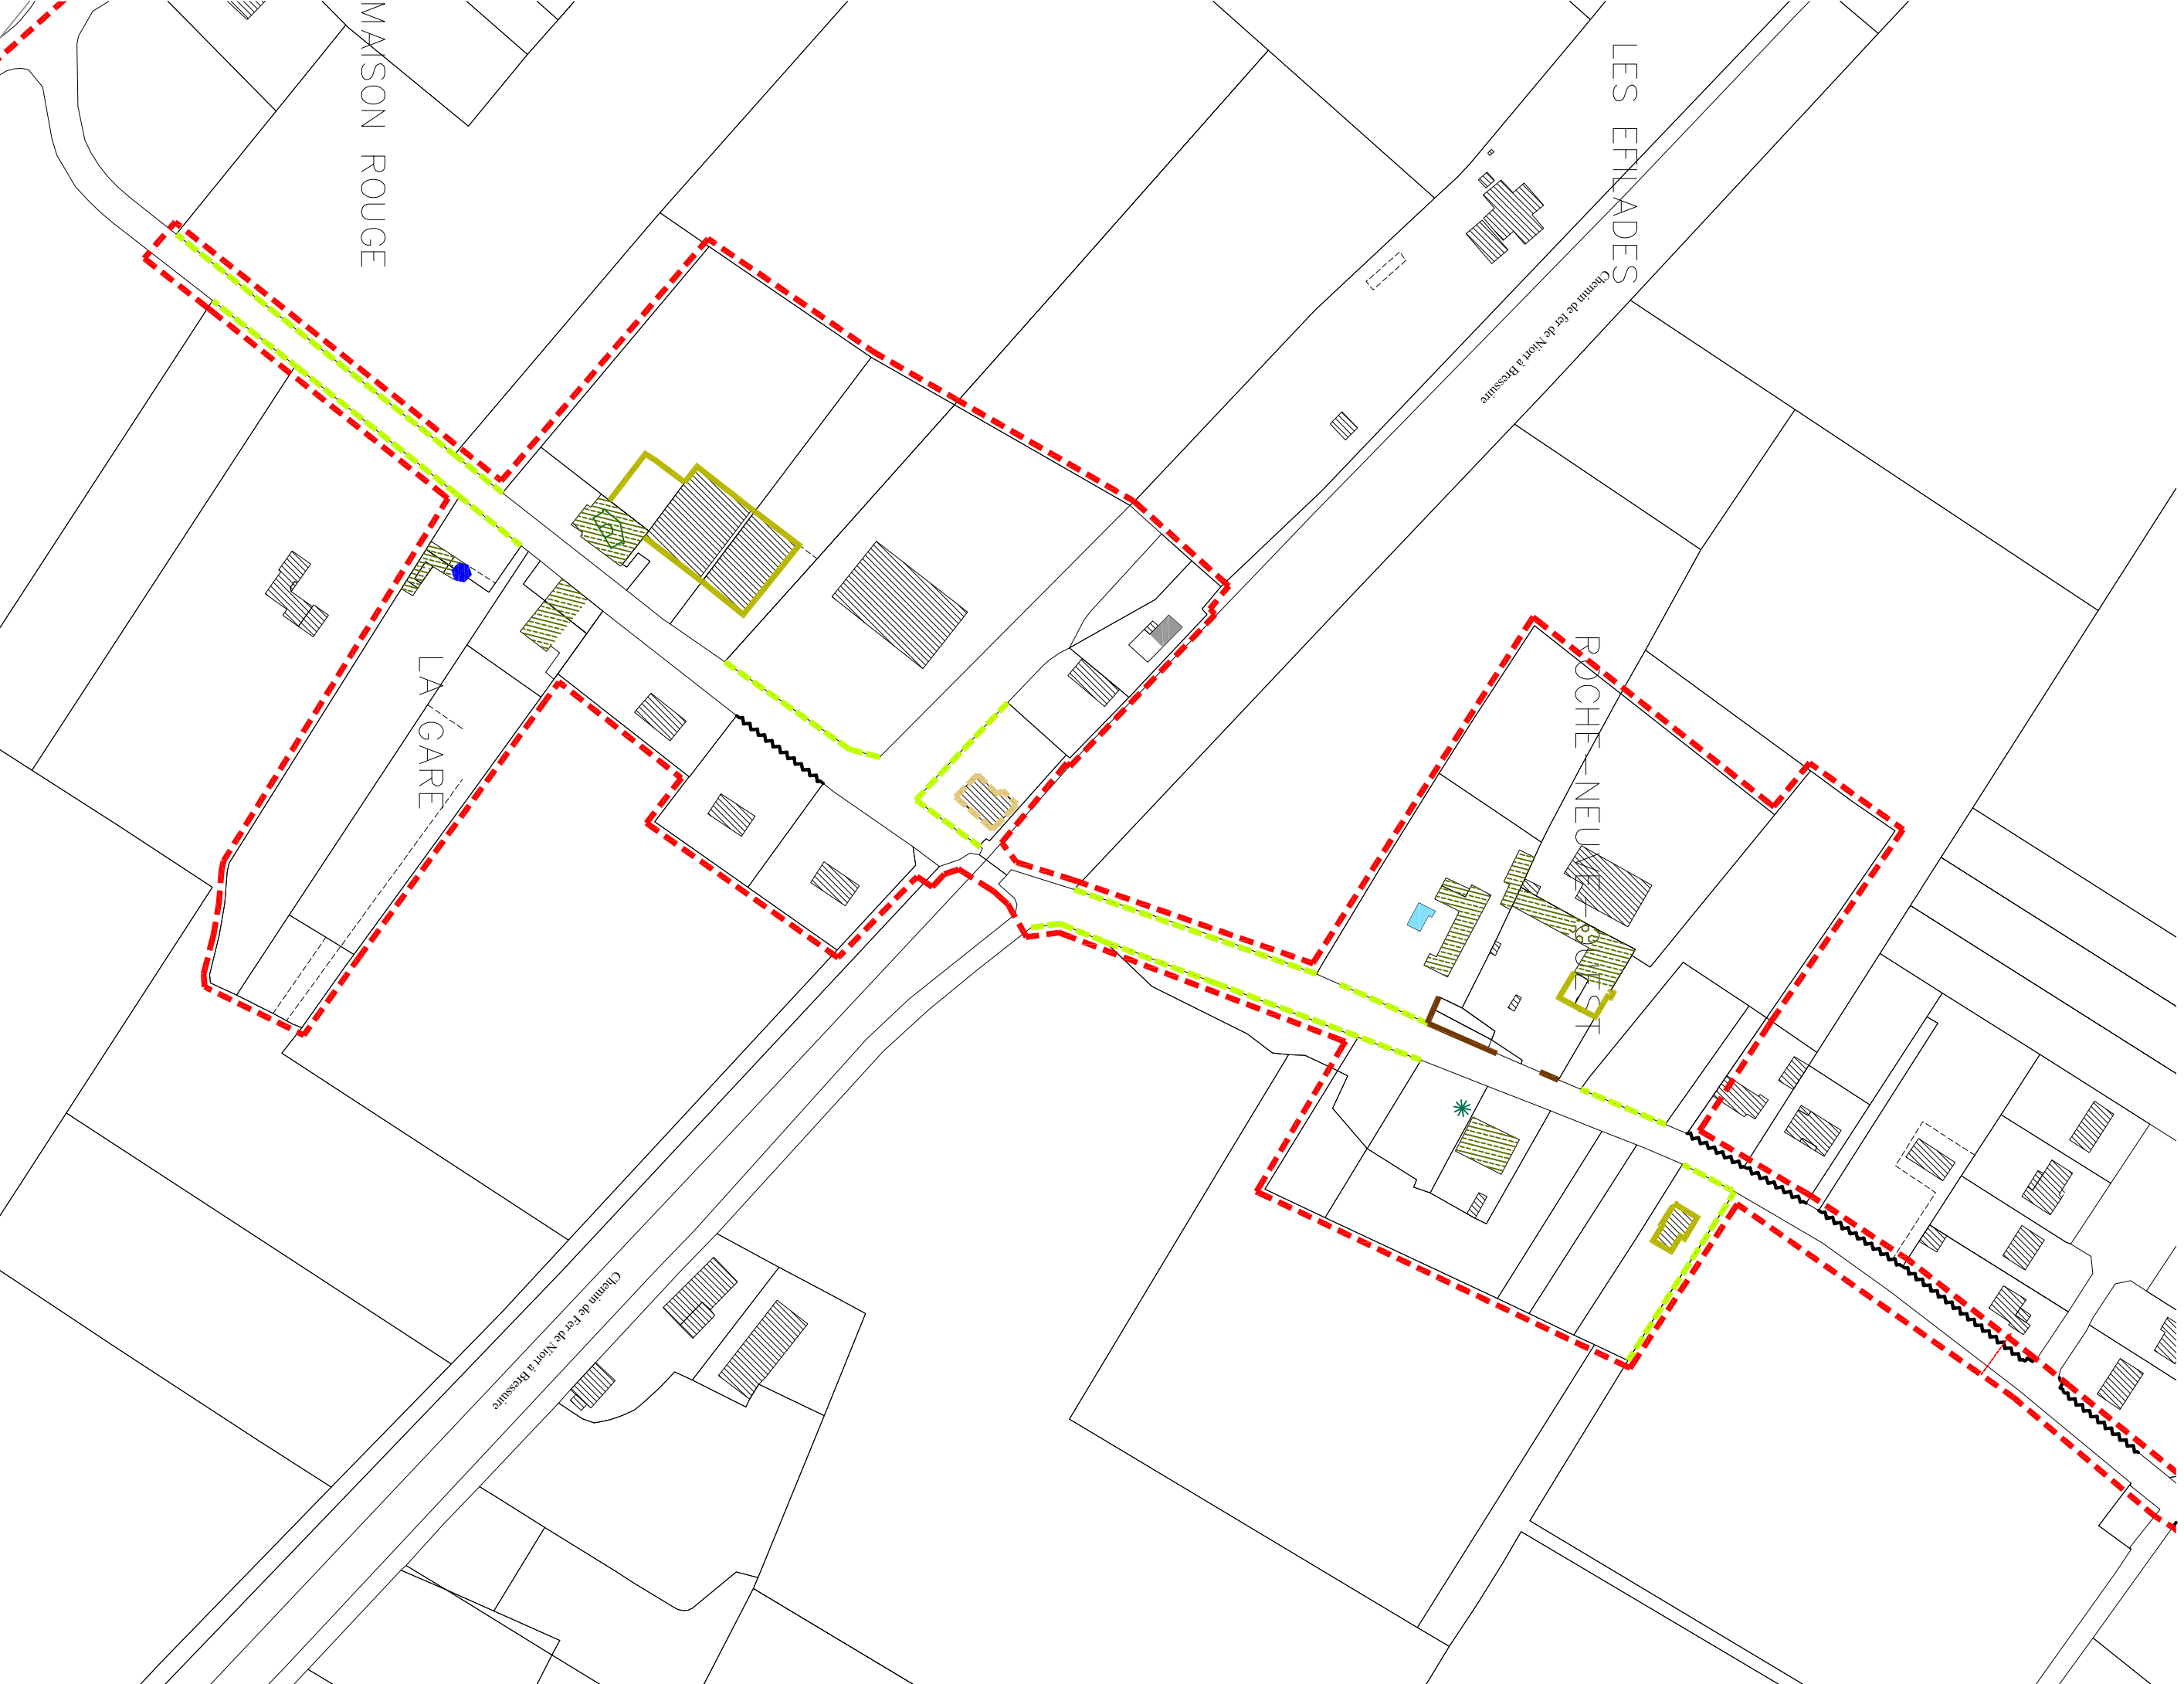 MAISON ROUGE
LES EFFILADES
Chemin de fer de Niort à Bressuire
ROCHE-NEUVE-OUEST
LA GARE
Chemin de Fer de Niort à Bressuire